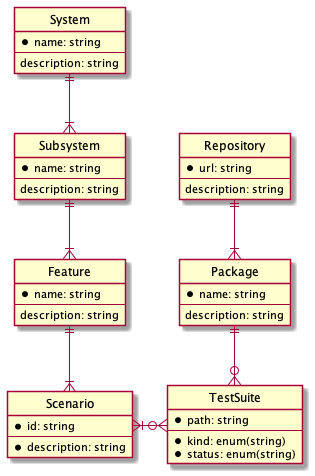 System
name: string
description: string
Subsystem
name: string
description: string
Repository
url: string
description: string
Feature
name: string
description: string
Package
name: string
description: string
Scenario
id: string
description: string
TestSuite
path: string
kind: enum(string)
status: enum(string)